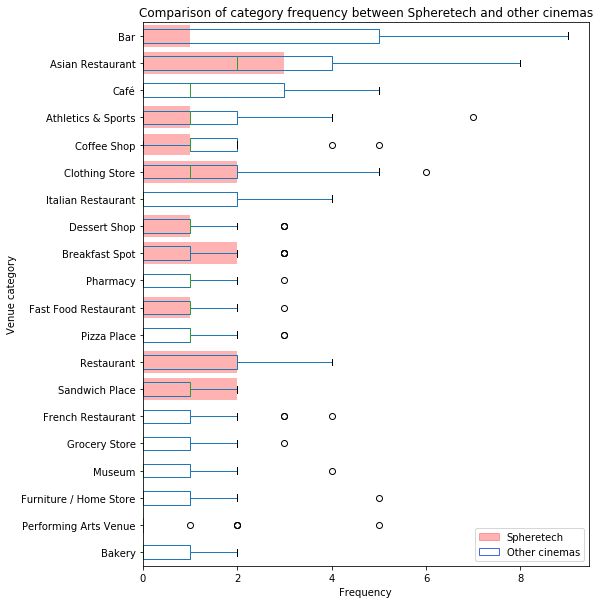 Comparison of category frequency between Spheretech and other cinemas
Venue category
Bar
Asian Restaurant
Café
Athletics & Sports
Coffee Shop
Clothing Store
Italian Restaurant
Dessert Shop
Breakfast Spot
Pharmacy
Fast Food Restaurant
Pizza Place
Restaurant
Sandwich Place
French Restaurant
Grocery Store
Museum
Furniture / Home Store
Performing Arts Venue
Bakery
Spheretech
Other cinemas
0 2 4 6 8
Frequency